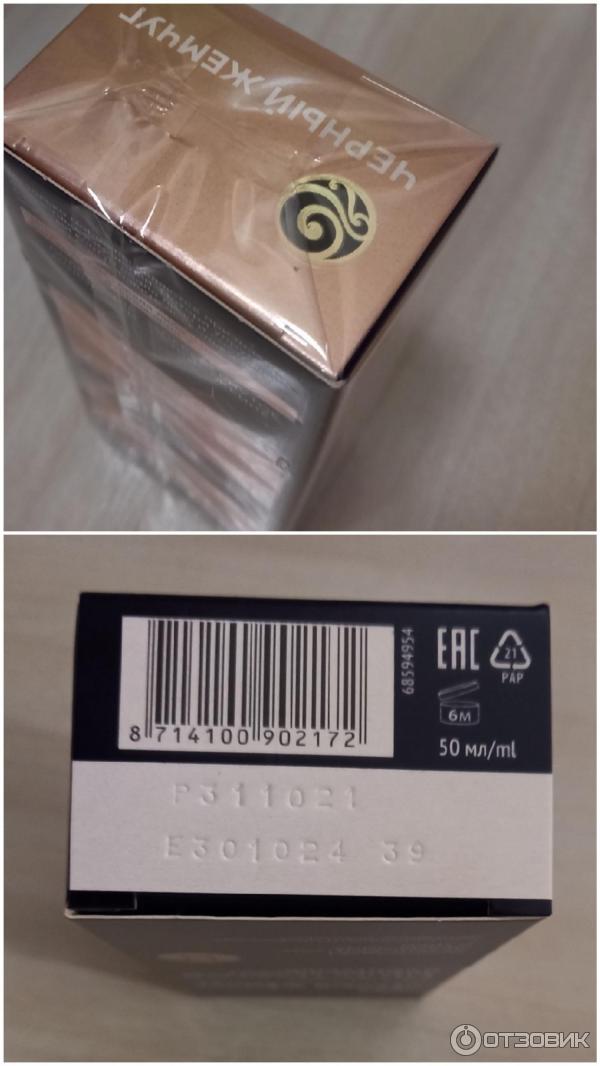 ЧЕРНЫЙ ЖЕМЧУГ
8 714100 902172
68594954
EAC
21
PAP
6M
50 мл/ml
P311021
E301024 39
ОТЗОВИК